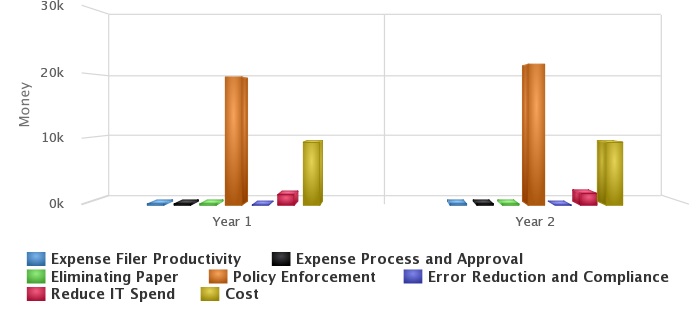 30k
20k
10k
0k
Money
Year 1
Year 2
Expense Filer Productivity
Expense Process and Approval
Eliminating Paper
Policy Enforcement
Error Reduction and Compliance
Reduce IT Spend
Cost